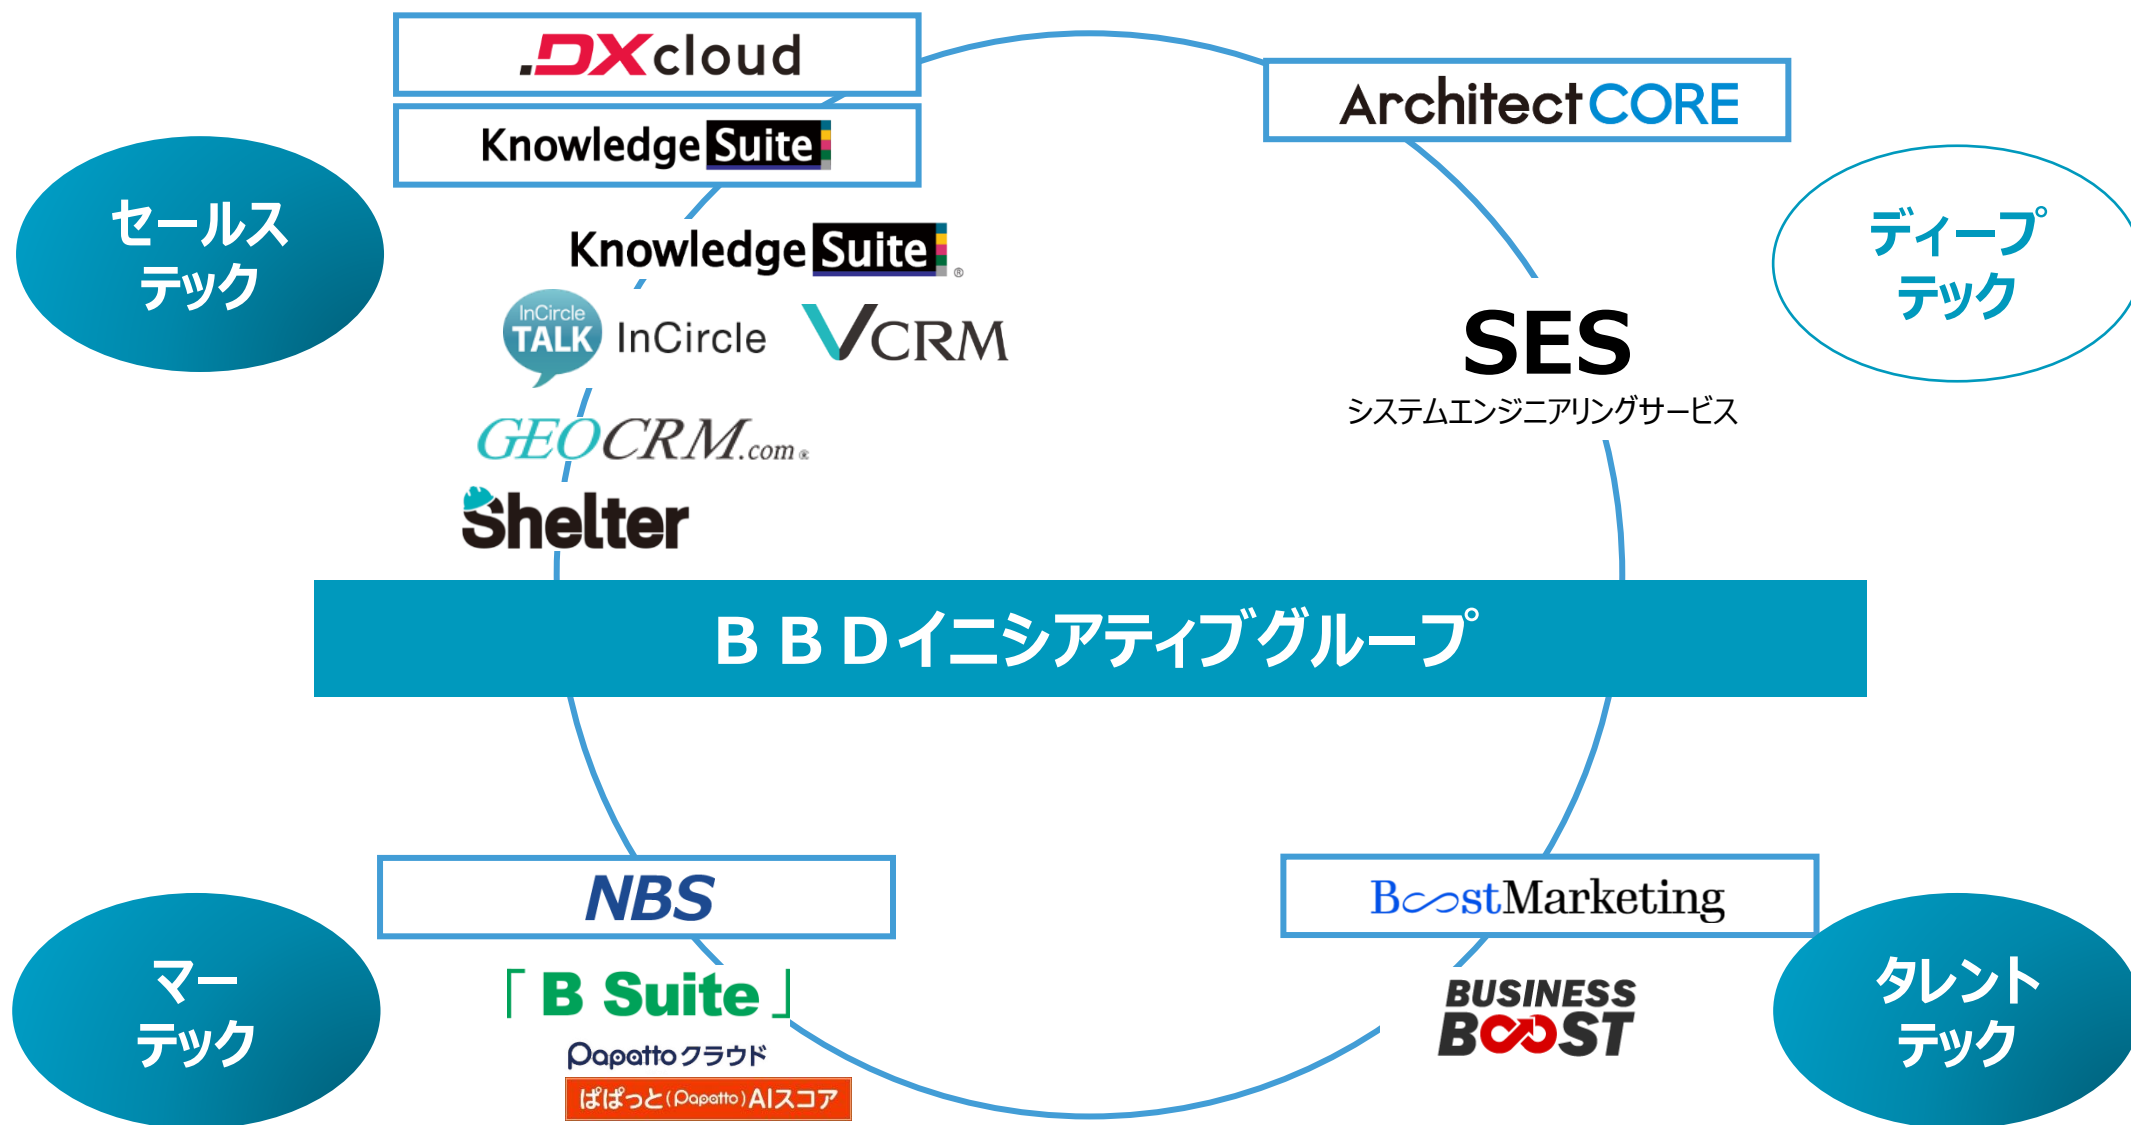 .DXcloud
Knowledge Suite
セールス
テック
Knowledge Suite ®
InCircle
TALK
InCircle
VCRM
GEOCRM.com®
Shelter
ArchitectCORE
ディープ
テック
SES
システムエンジニアリングサービス
ＢＢＤイニシアティブグループ
NBS
マー
テック
「B Suite」
Papattoクラウド
ぱぱっと(Papatto)AIスコア
BoostMarketing
タレント
テック
BUSINESS
BOOST